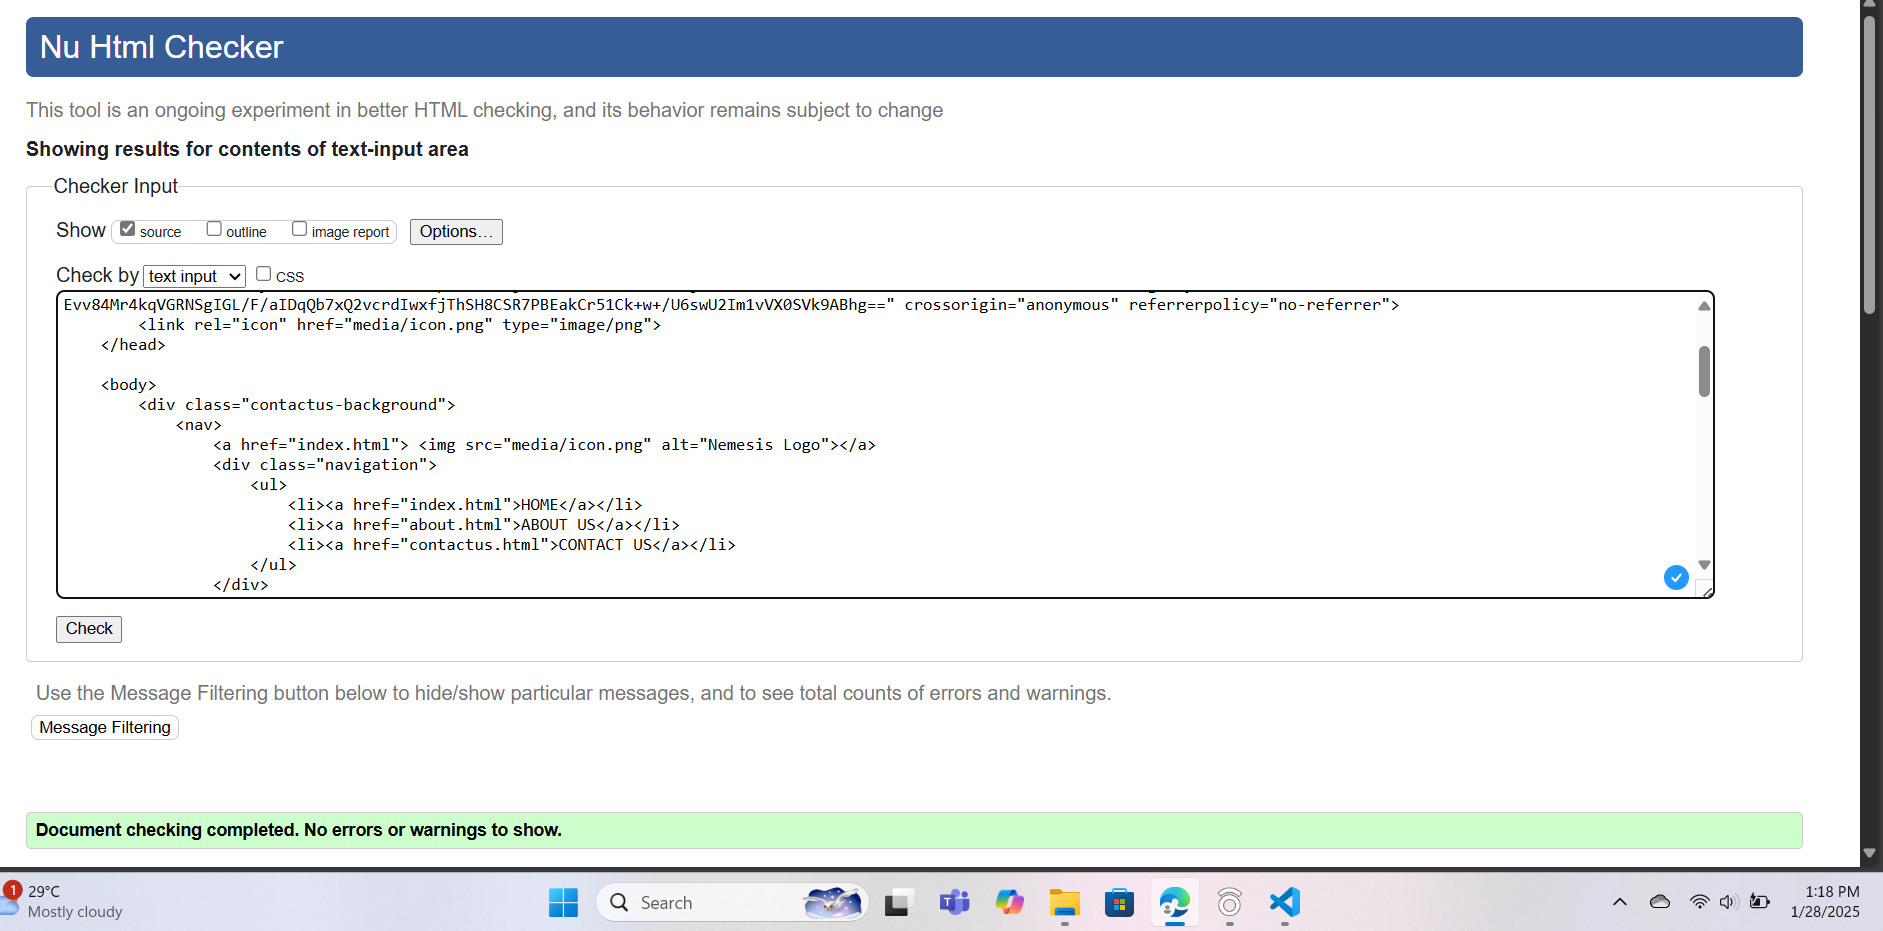 Nu Html Checker
This tool is an ongoing experiment in better HTML checking, and its behavior remains subject to change
Showing results for contents of text-input area
Checker Input
Show source outline image report Options...
Check by text input CSS
Evv84Mr4kqVGRNSgIGL/F/aIDqQb7xQ2vcrdIwxfjThSH8CSR7PBEakCr51Ck+w+/U6swU2Im1vVX0SVk9ABhg==" crossorigin="anonymous" referrerpolicy="no-referrer">
<link rel="icon" href="media/icon.png" type="image/png">
</head>
<body>
<div class="contactus-background">
<nav>
<a href="index.html"> <img src="media/icon.png" alt="Nemesis Logo"></a>
<div class="navigation">
<ul>
<li><a href="index.html">HOME</a></li>
<li><a href="about.html">ABOUT US</a></li>
<li><a href="contactus.html">CONTACT US</a></li>
</ul>
</div>
Check
Use the Message Filtering button below to hide/show particular messages, and to see total counts of errors and warnings.
Message Filtering
Document checking completed. No errors or warnings to show.
1 29°C
Mostly cloudy
Search
1:18 PM
1/28/2025